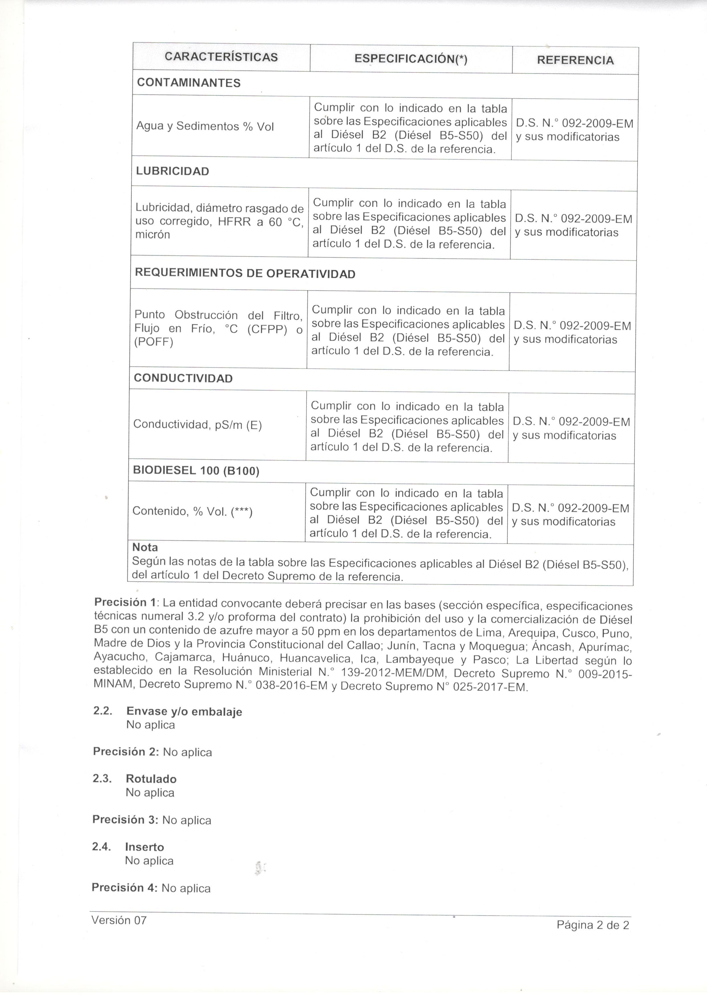 CARACTERÍSTICAS
ESPECIFICACIÓN(*)
REFERENCIA
CONTAMINANTES
Agua y Sedimentos % Vol
Cumplir con lo indicado en la tabla
sobre las Especificaciones aplicables
al Diésel B2 (Diésel B5-S50) del
artículo 1 del D.S. de la referencia.
D.S. N.° 092-2009-EM
y sus modificatorias
LUBRICIDAD
Lubricidad, diámetro rasgado de
uso corregido, HFRR a 60 °C,
micrón
Cumplir con lo indicado en la tabla
sobre las Especificaciones aplicables
al Diésel B2 (Diésel B5-S50) del
artículo 1 del D.S. de la referencia.
D.S. N.° 092-2009-EM
y sus modificatorias
REQUERIMIENTOS DE OPERATIVIDAD
Punto Obstrucción del Filtro,
Flujo en Frío, °C (CFPP) o
(POFF)
Cumplir con lo indicado en la tabla
sobre las Especificaciones aplicables
al Diésel B2 (Diésel B5-S50) del
artículo 1 del D.S. de la referencia.
D.S. N.° 092-2009-EM
y sus modificatorias
CONDUCTIVIDAD
Conductividad, pS/m (E)
Cumplir con lo indicado en la tabla
sobre las Especificaciones aplicables
al Diésel B2 (Diésel B5-S50) del
artículo 1 del D.S. de la referencia.
D.S. N.° 092-2009-EM
y sus modificatorias
BIODIESEL 100 (B100)
Contenido, % Vol. (***)
Cumplir con lo indicado en la tabla
sobre las Especificaciones aplicables
al Diésel B2 (Diésel B5-S50) del
artículo 1 del D.S. de la referencia.
D.S. N.° 092-2009-EM
y sus modificatorias
Nota
Según las notas de la tabla sobre las Especificaciones aplicables al Diésel B2 (Diésel B5-S50),
del artículo 1 del Decreto Supremo de la referencia.
Precisión 1: La entidad convocante deberá precisar en las bases (sección específica, especificaciones
técnicas numeral 3.2 y/o proforma del contrato) la prohibición del uso y la comercialización de Diésel
B5 con un contenido de azufre mayor a 50 ppm en los departamentos de Lima, Arequipa, Cusco, Puno,
Madre de Dios y la Provincia Constitucional del Callao; Junín, Tacna y Moquegua; Áncash, Apurímac,
Ayacucho, Cajamarca, Huánuco, Huancavelica, Ica, Lambayeque y Pasco; La Libertad según lo
establecido en la Resolución Ministerial N.° 139-2012-MEM/DM, Decreto Supremo N.° 009-2015-
MINAM, Decreto Supremo N.° 038-2016-EM y Decreto Supremo N° 025-2017-EM.
2.2. Envase y/o embalaje
No aplica
Precisión 2: No aplica
2.3. Rotulado
No aplica
Precisión 3: No aplica
2.4. Inserto
No aplica
Precisión 4: No aplica
Versión 07
Página 2 de 2